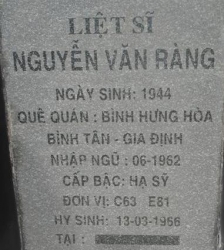 LIỆT SĨ
NGUYỄN VĂN RÀNG
NGÀY SINH: 1944
QUÊ QUÁN : BÌNH HƯNG HÒA
BÌNH TÂN - GIA ĐỊNH
NHẬP NGŨ : 06-1962
CẤP BẬC: HẠ SỸ
ĐƠN VỊ: C63 E81
HY SINH: 13-03-1966
TẠI :